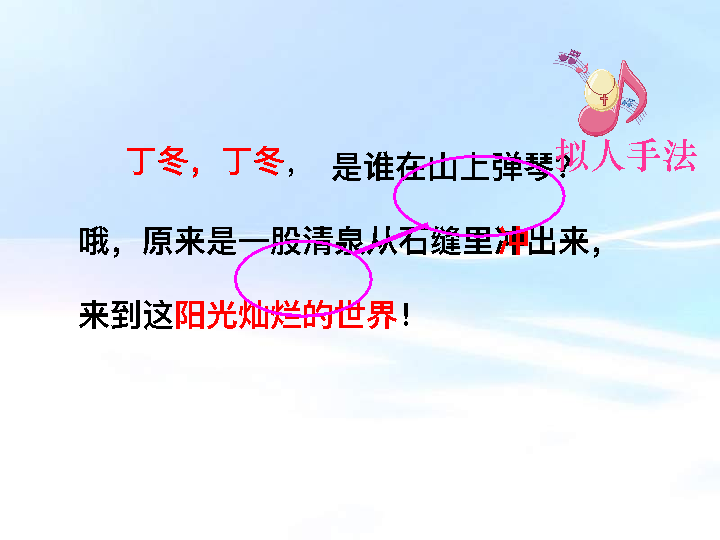 拟人手法
丁冬，丁冬，是谁在山上弹琴？
哦，原来是一股清泉从石缝里冲出来，
来到这阳光灿烂的世界！